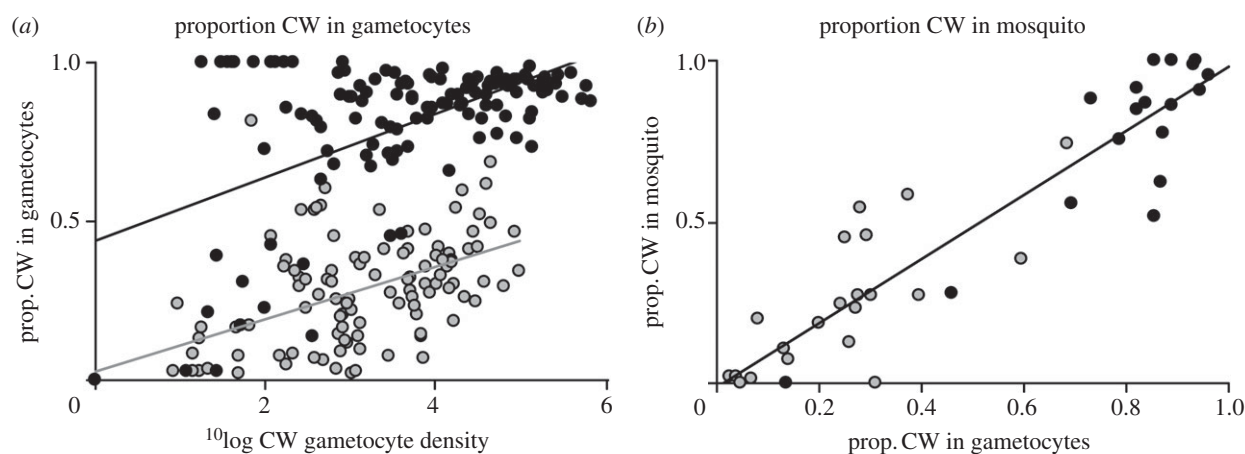 (a) proportion CW in gametocytes
1.0
0.5
0
prop. CW in gametocytes
0 2 4 6
¹⁰log CW gametocyte density
(b) proportion CW in mosquito
1.0
0.5
0
prop. CW in mosquito
0 0.2 0.4 0.6 0.8 1.0
prop. CW in gametocytes